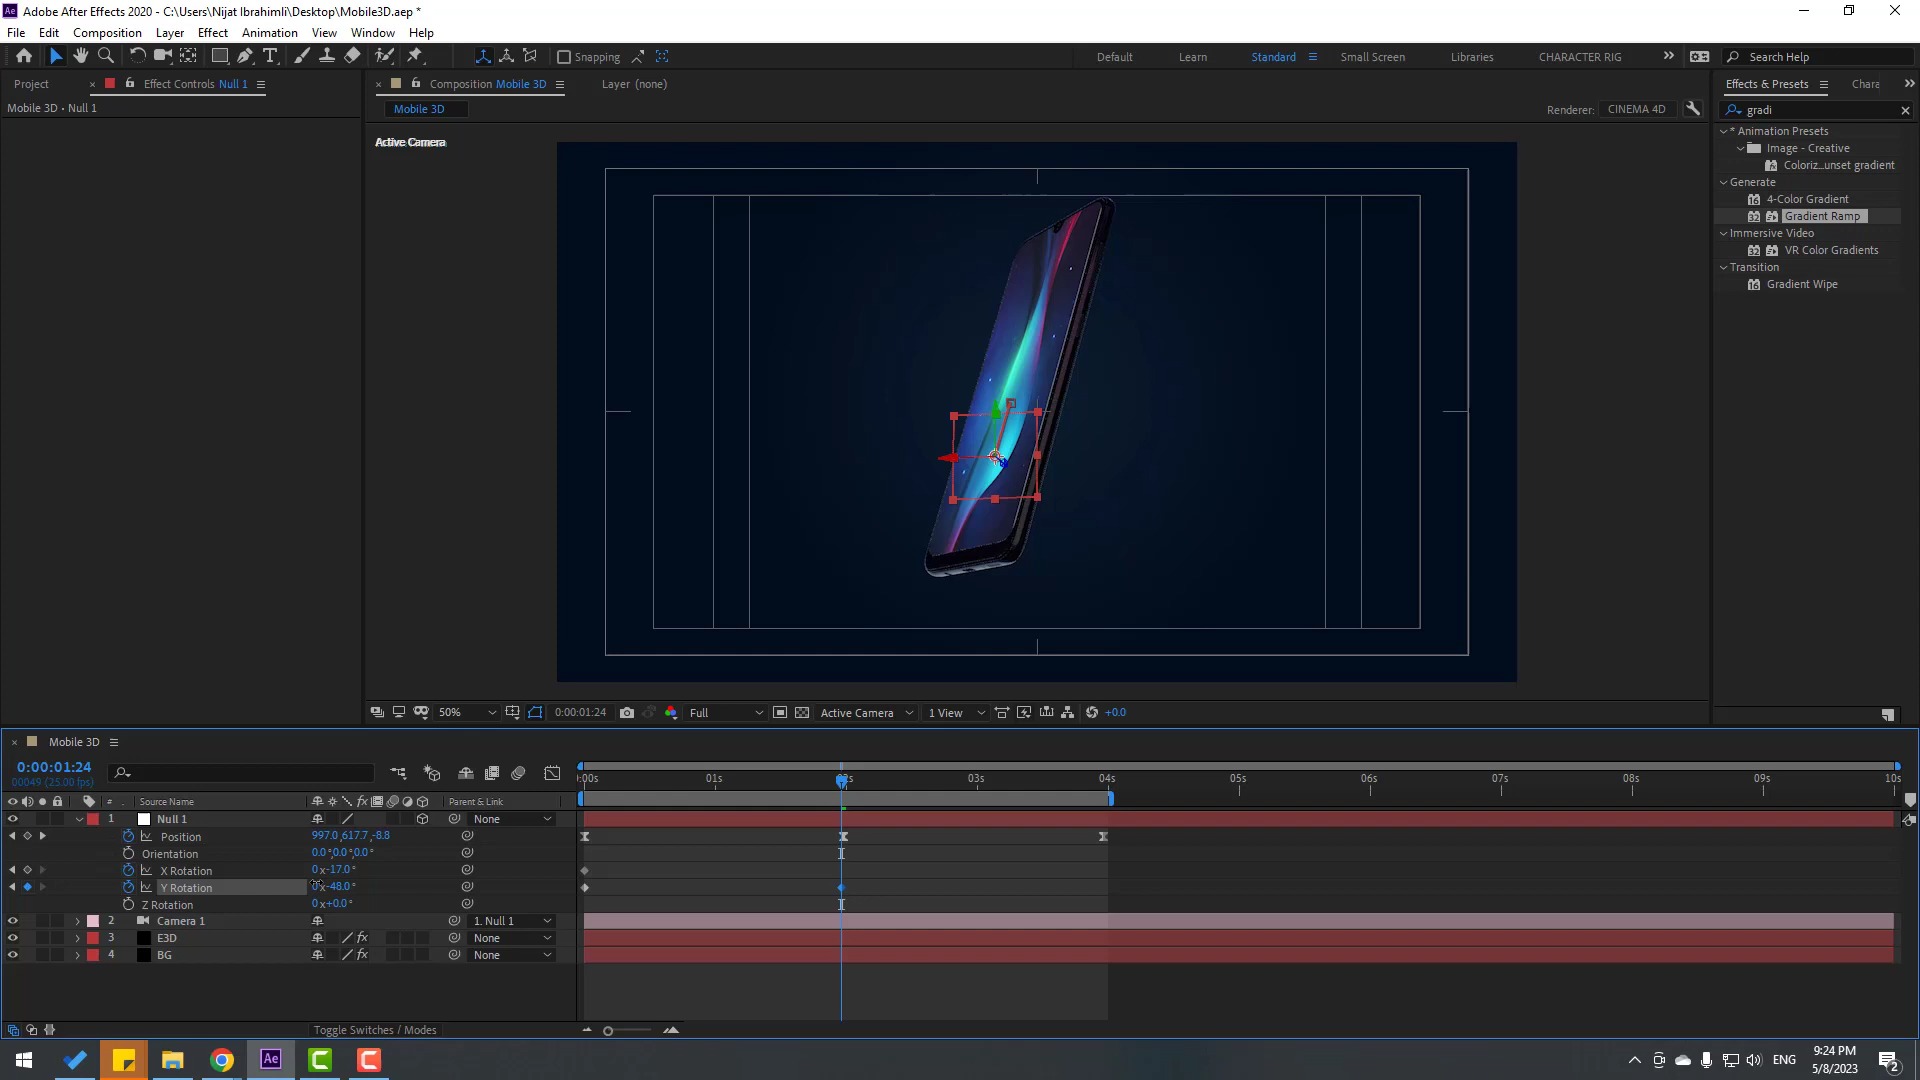 Adobe After Effects 2020 - C:\Users\Nijat Ibrahimli\Desktop\Mobile3D.aep *
File Edit Composition Layer Effect Animation View Window Help
Snapping Default Learn Standard Small Screen Libraries CHARACTER RIG Search Help
Project Effect Controls Null 1 Composition Mobile 3D Layer (none) Effects & Presets Chara
Mobile 3D • Null 1 Mobile 3D Renderer: CINEMA 4D gradi
Active Camera
* Animation Presets
Image - Creative
Coloriz...unset gradient
Generate
4-Color Gradient
Gradient Ramp
Immersive Video
VR Color Gradients
Transition
Gradient Wipe
50% 0:00:01:24 Full Active Camera 1 View +0.0
Mobile 3D
0:00:01:24
00049 (25.00 fps)
:00s 01s 02s 03s 04s 05s 06s 07s 08s 09s 10s
# Source Name Parent & Link
1 Null 1 None
Position 997.0,617.7,-8.8
Orientation 0.0°,0.0°,0.0°
X Rotation 0x-17.0°
Y Rotation 0x-48.0°
Z Rotation 0x+0.0°
2 Camera 1 1. Null 1
3 E3D None
4 BG None
Toggle Switches / Modes
ENG 9:24 PM
5/8/2023
2